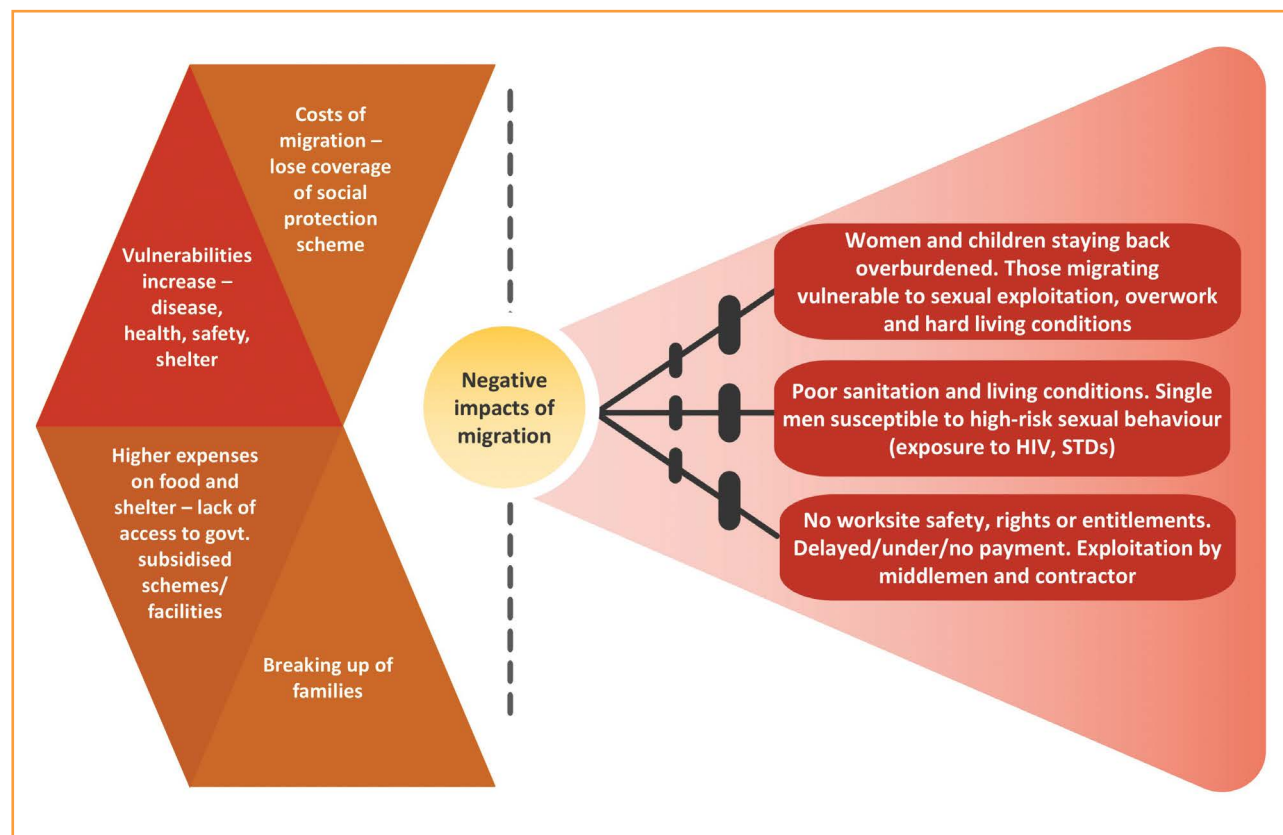 Costs of
migration –
lose coverage
of social
protection
scheme
Vulnerabilities
increase –
disease,
health, safety,
shelter
Higher expenses
on food and
shelter – lack of
access to govt.
subsidised
schemes/
facilities
Breaking up of
families
Negative
impacts of
migration
Women and children staying back
overburdened. Those migrating
vulnerable to sexual exploitation, overwork
and hard living conditions
Poor sanitation and living conditions. Single
men susceptible to high-risk sexual behaviour
(exposure to HIV, STDs)
No worksite safety, rights or entitlements.
Delayed/under/no payment. Exploitation by
middlemen and contractor